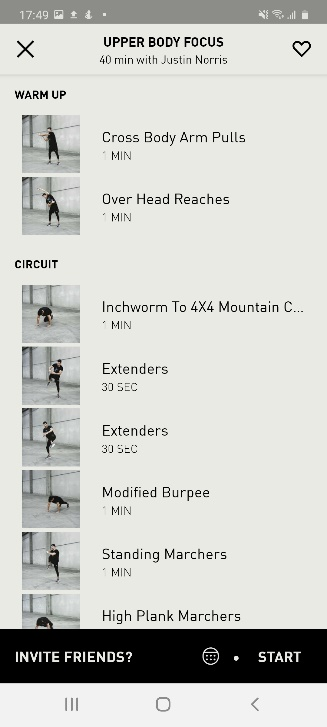 17:49
UPPER BODY FOCUS
40 min with Justin Norris
WARM UP
Cross Body Arm Pulls
1 MIN
Over Head Reaches
1 MIN
CIRCUIT
Inchworm To 4X4 Mountain C...
1 MIN
Extenders
30 SEC
Extenders
30 SEC
Modified Burpee
1 MIN
Standing Marchers
1 MIN
High Plank Marchers
INVITE FRIENDS?
START